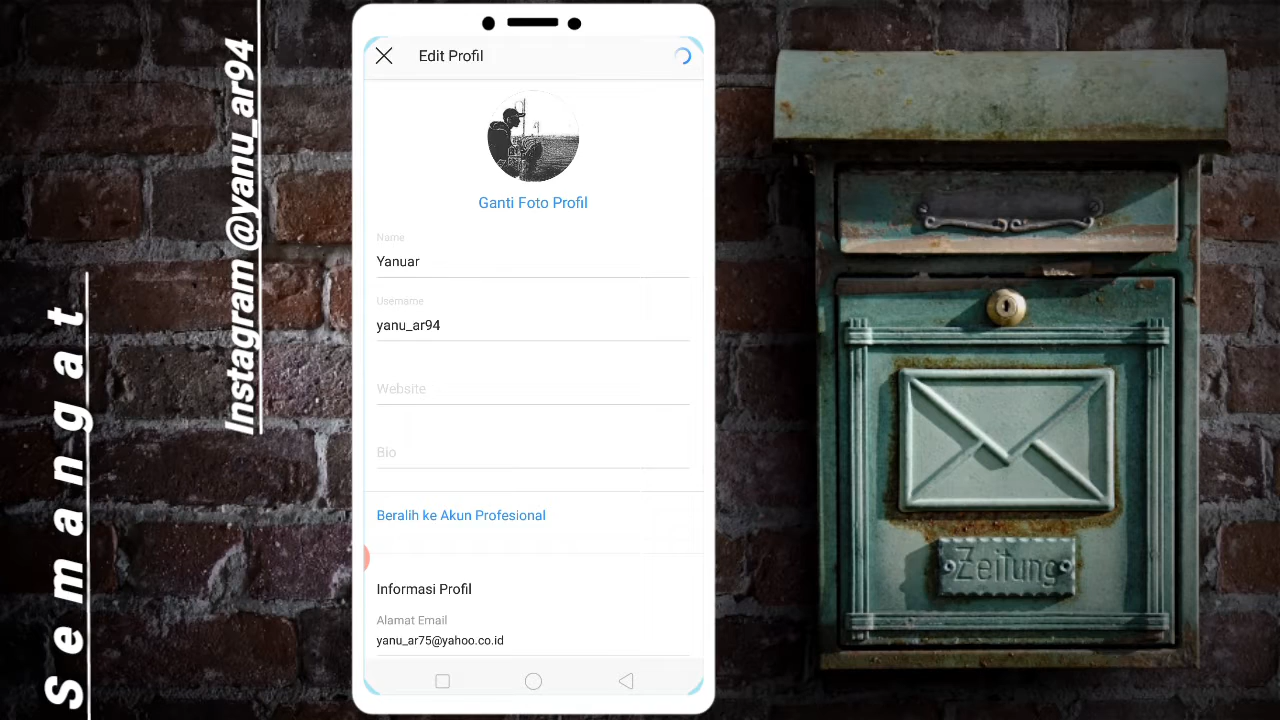 Semangat
Instagram @yanu_ar94
Edit Profil
Ganti Foto Profil
Name
Yanuar
Username
yanu_ar94
Website
Bio
Beralih ke Akun Profesional
Informasi Profil
Alamat Email
yanu_ar75@yahoo.co.id
Zeitung